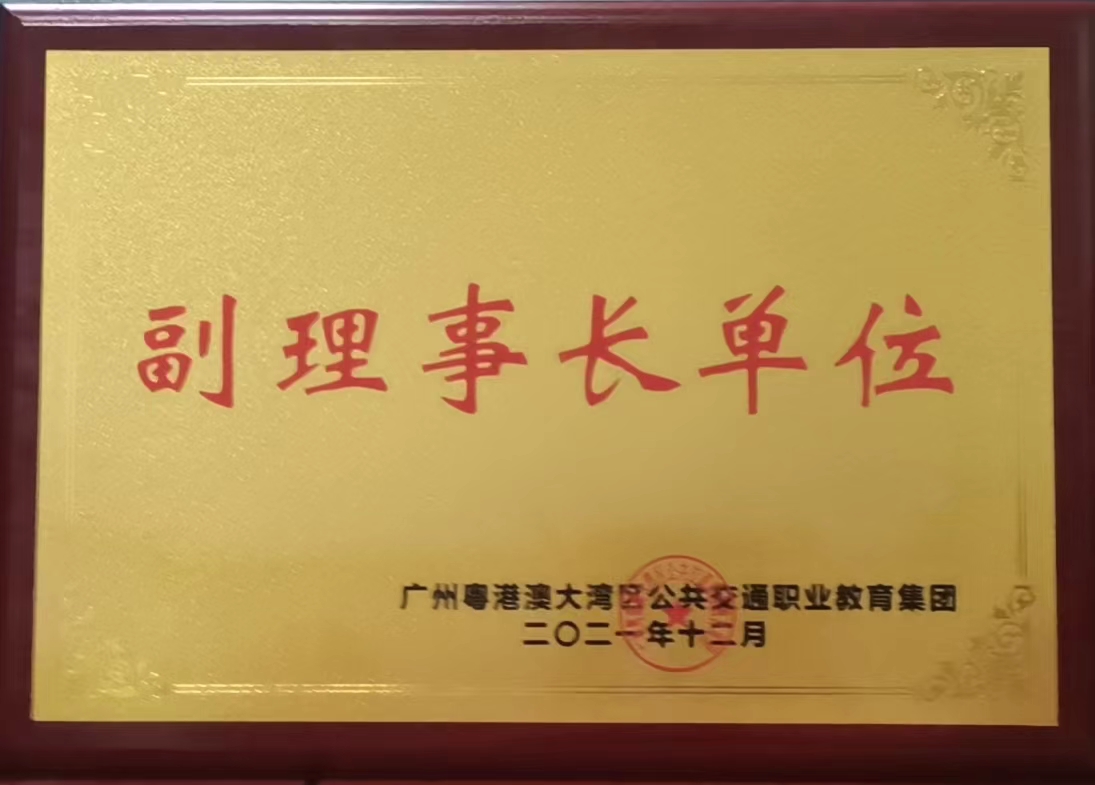 副理事长单位
广州粤港澳大湾区公共交通职业教育集团
二〇二一年十二月